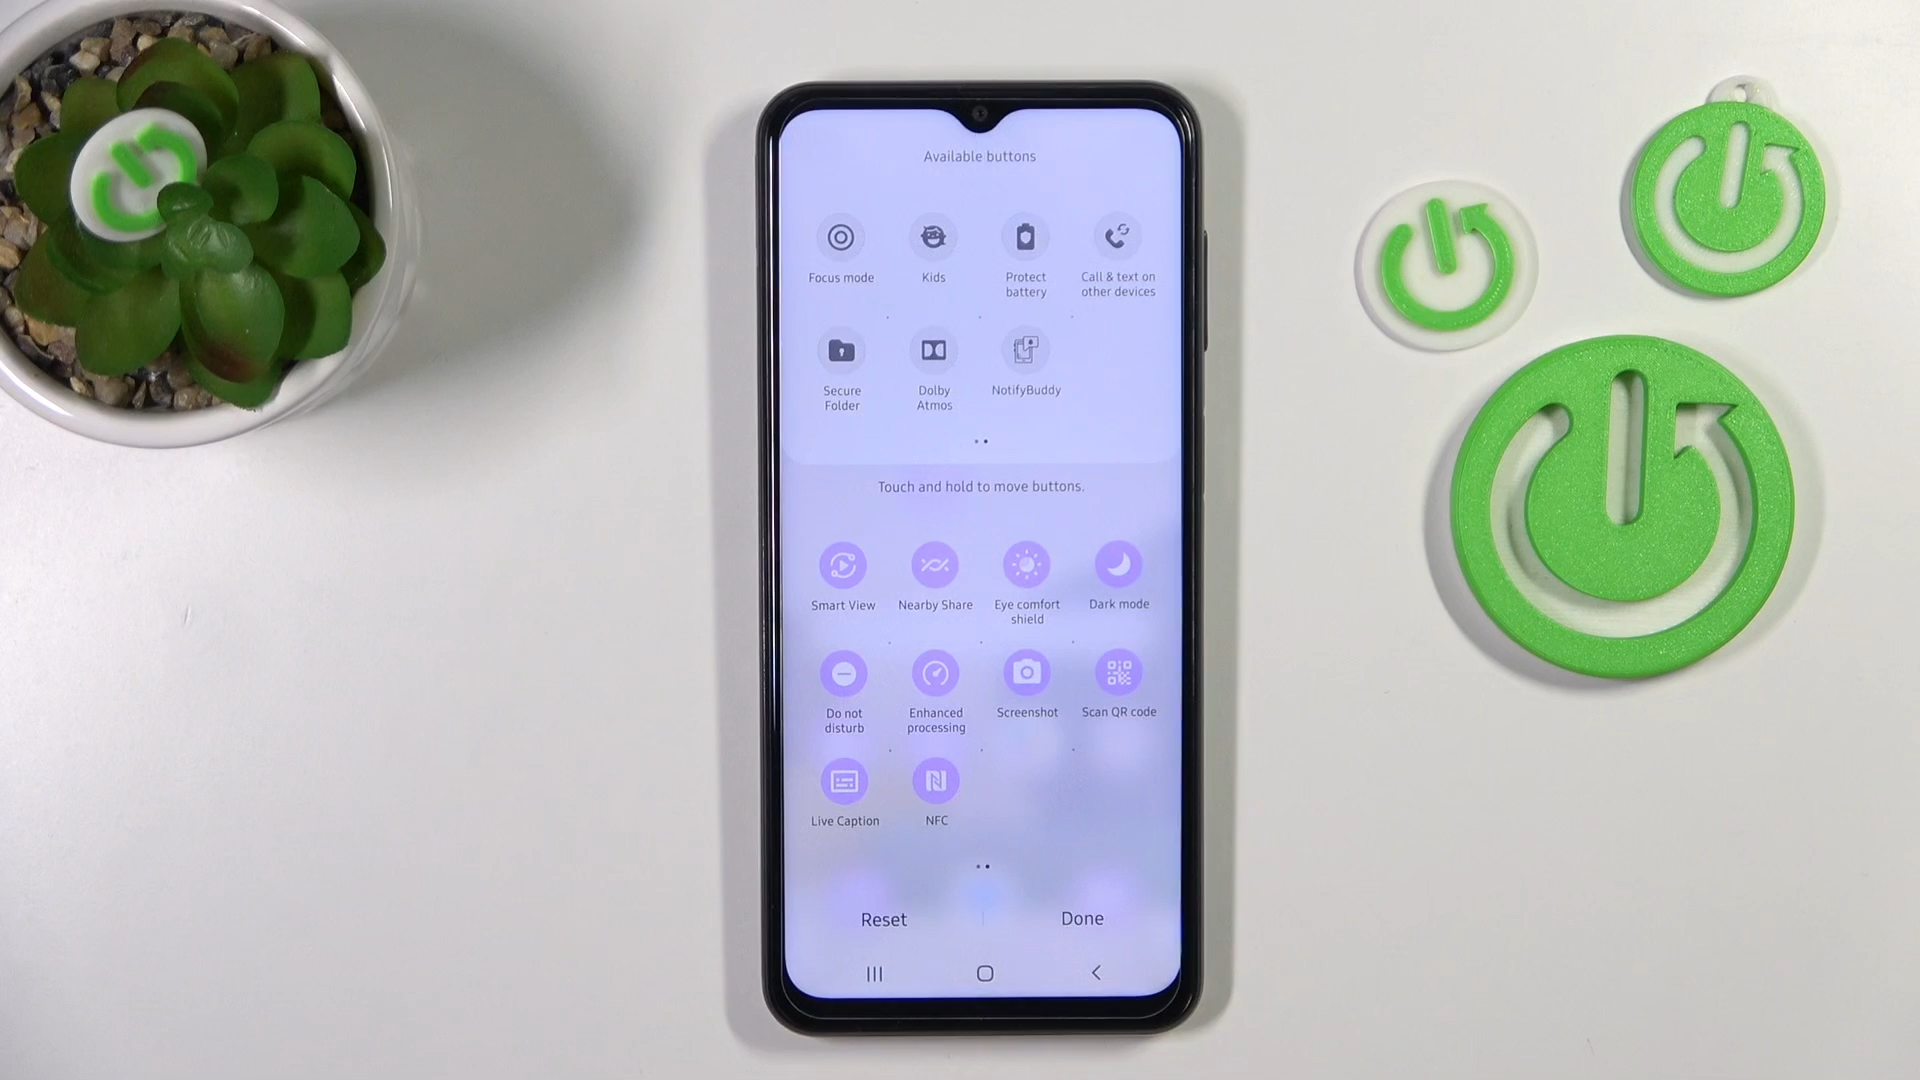 Available buttons
Focus mode
Kids
Protect
battery
Call & text on
other devices
Secure
Folder
Dolby
Atmos
NotifyBuddy
Touch and hold to move buttons.
Smart View
Nearby Share
Eye comfort
shield
Dark mode
Do not
disturb
Enhanced
processing
Screenshot
Scan QR code
Live Caption
NFC
Reset
Done